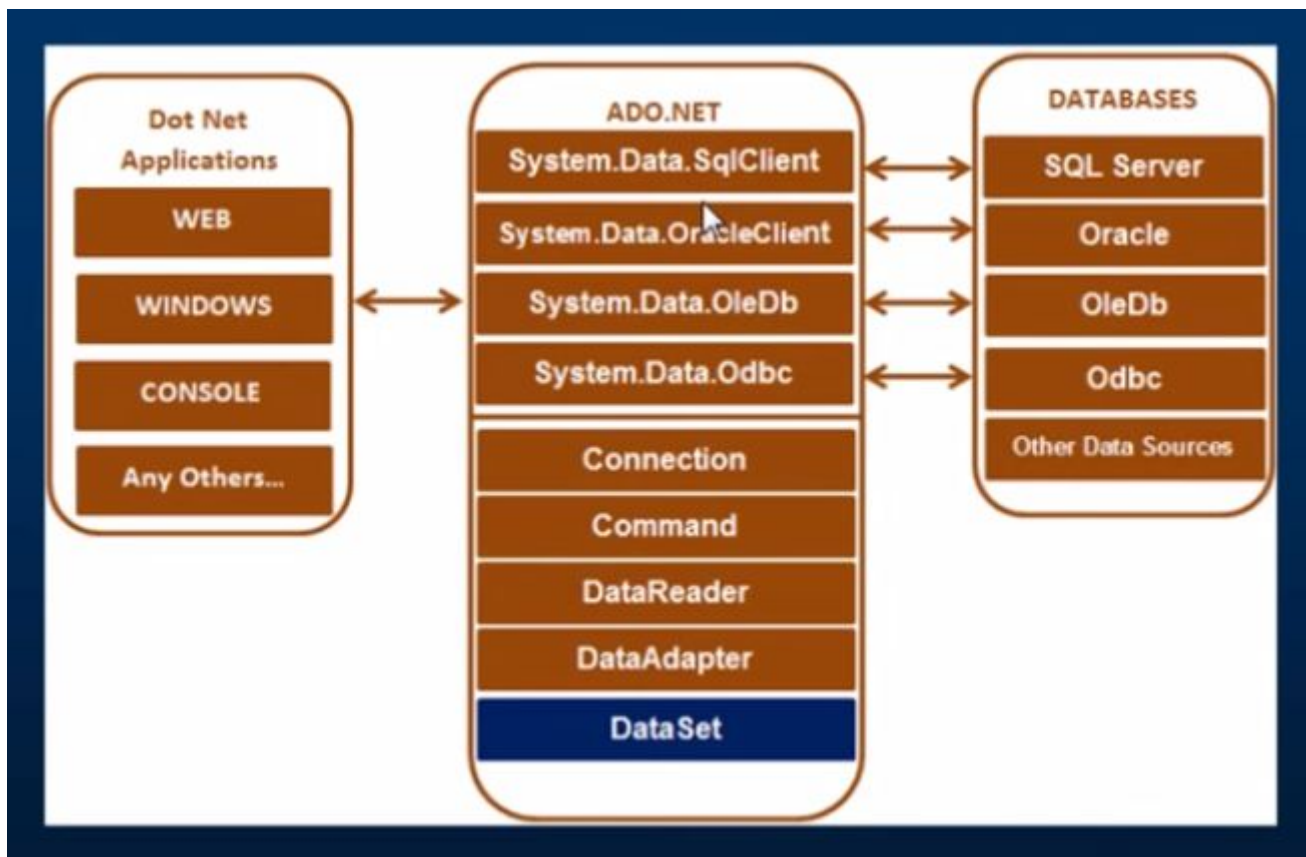 Dot Net
Applications
WEB
WINDOWS
CONSOLE
Any Others...
ADO.NET
System.Data.SqlClient
System.Data.OracleClient
System.Data.OleDb
System.Data.Odbc
Connection
Command
DataReader
DataAdapter
DataSet
DATABASES
SQL Server
Oracle
OleDb
Odbc
Other Data Sources